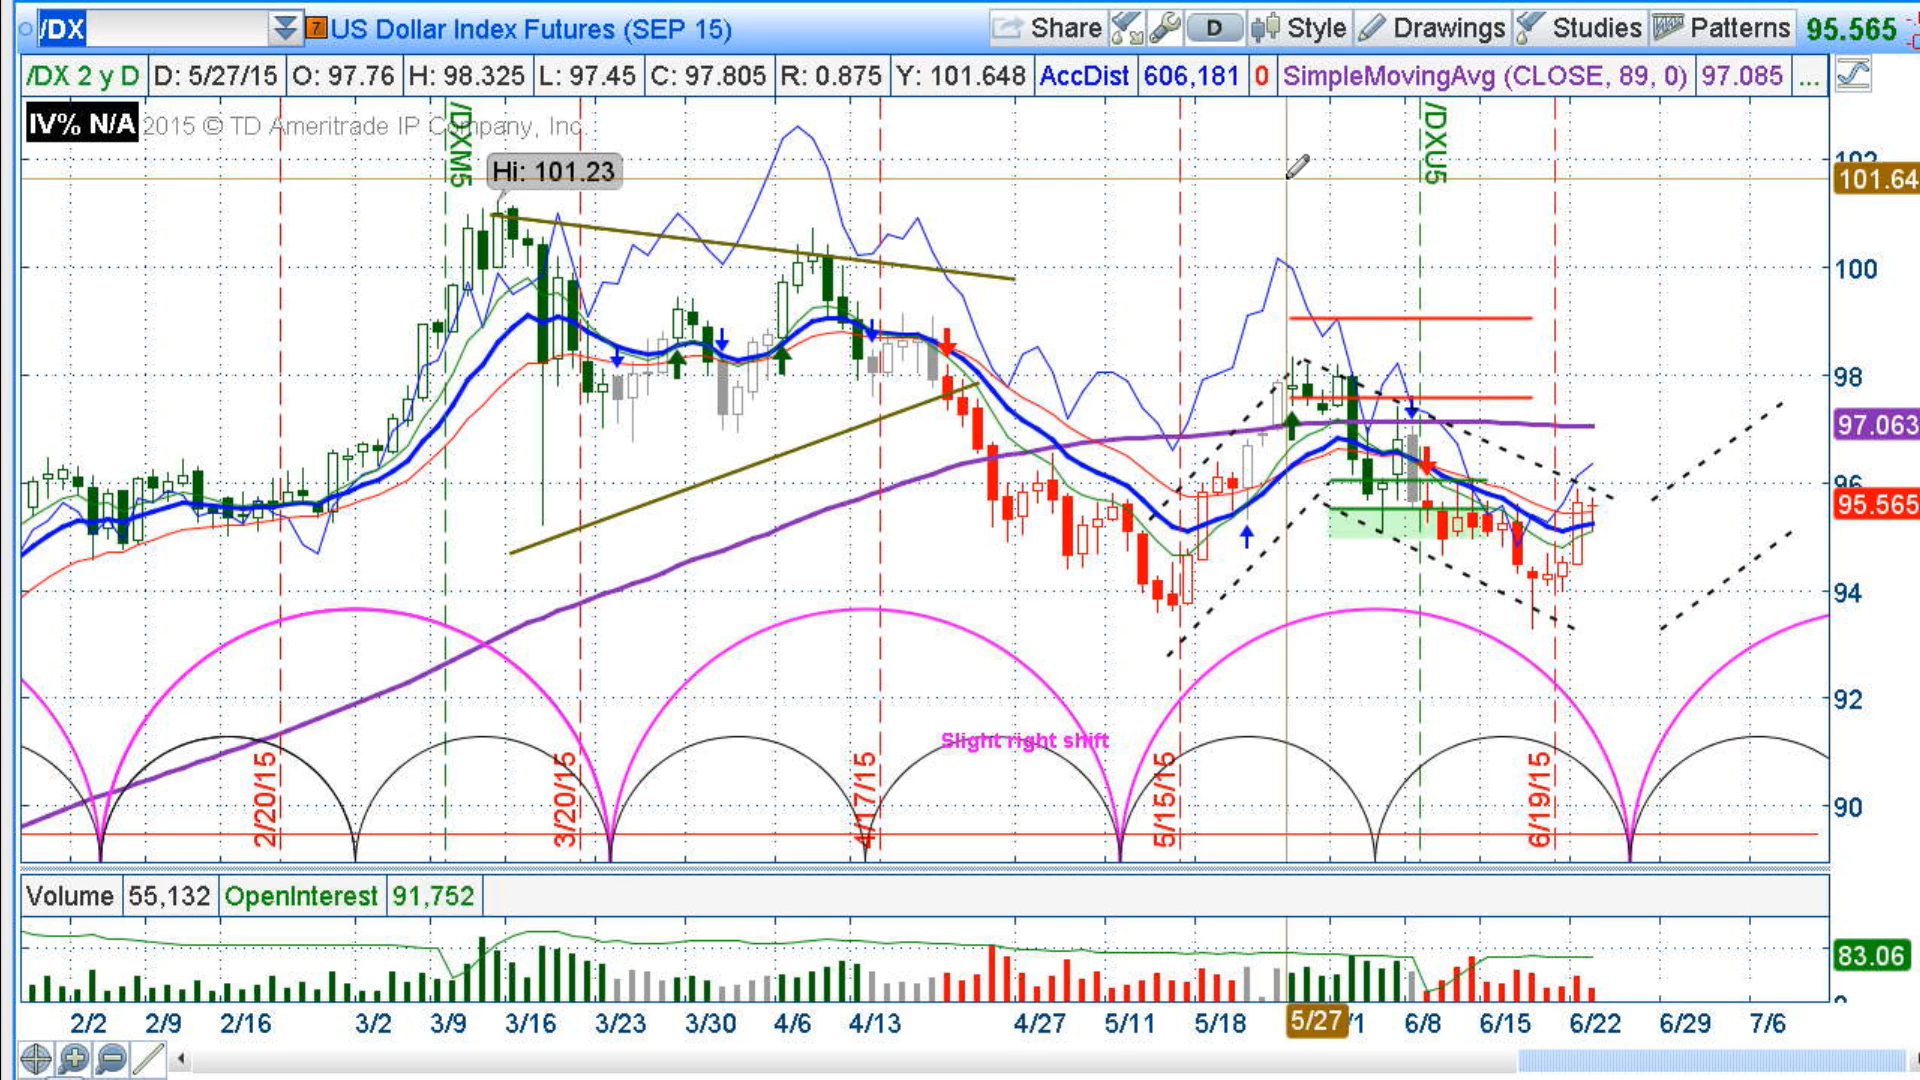 /DX 7 US Dollar Index Futures (SEP 15) Share D Style Drawings Studies Patterns 95.565
/DX 2 y D D: 5/27/15 O: 97.76 H: 98.325 L: 97.45 C: 97.805 R: 0.875 Y: 101.648 AccDist 606,181 0 SimpleMovingAvg (CLOSE, 89, 0) 97.085 ...
IV% N/A 2015 © TD Ameritrade IP Company, Inc.
/DXM5
Hi: 101.23
/DXU5
102
101.64
100
98
97.063
96
95.565
94
92
90
Slight right shift
2/20/15
3/20/15
4/17/15
5/15/15
6/19/15
Volume 55,132 OpenInterest 91,752
83.06
2/2 2/9 2/16 3/2 3/9 3/16 3/23 3/30 4/6 4/13 4/27 5/11 5/18 5/27 /1 6/8 6/15 6/22 6/29 7/6